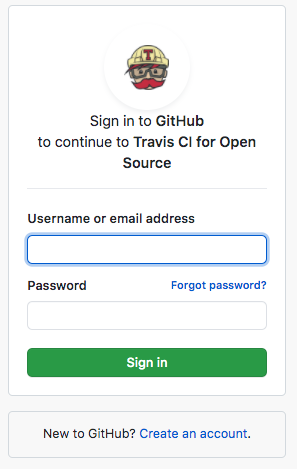 T
Sign in to GitHub
to continue to Travis CI for Open
Source
Username or email address
Password Forgot password?
Sign in
New to GitHub? Create an account.